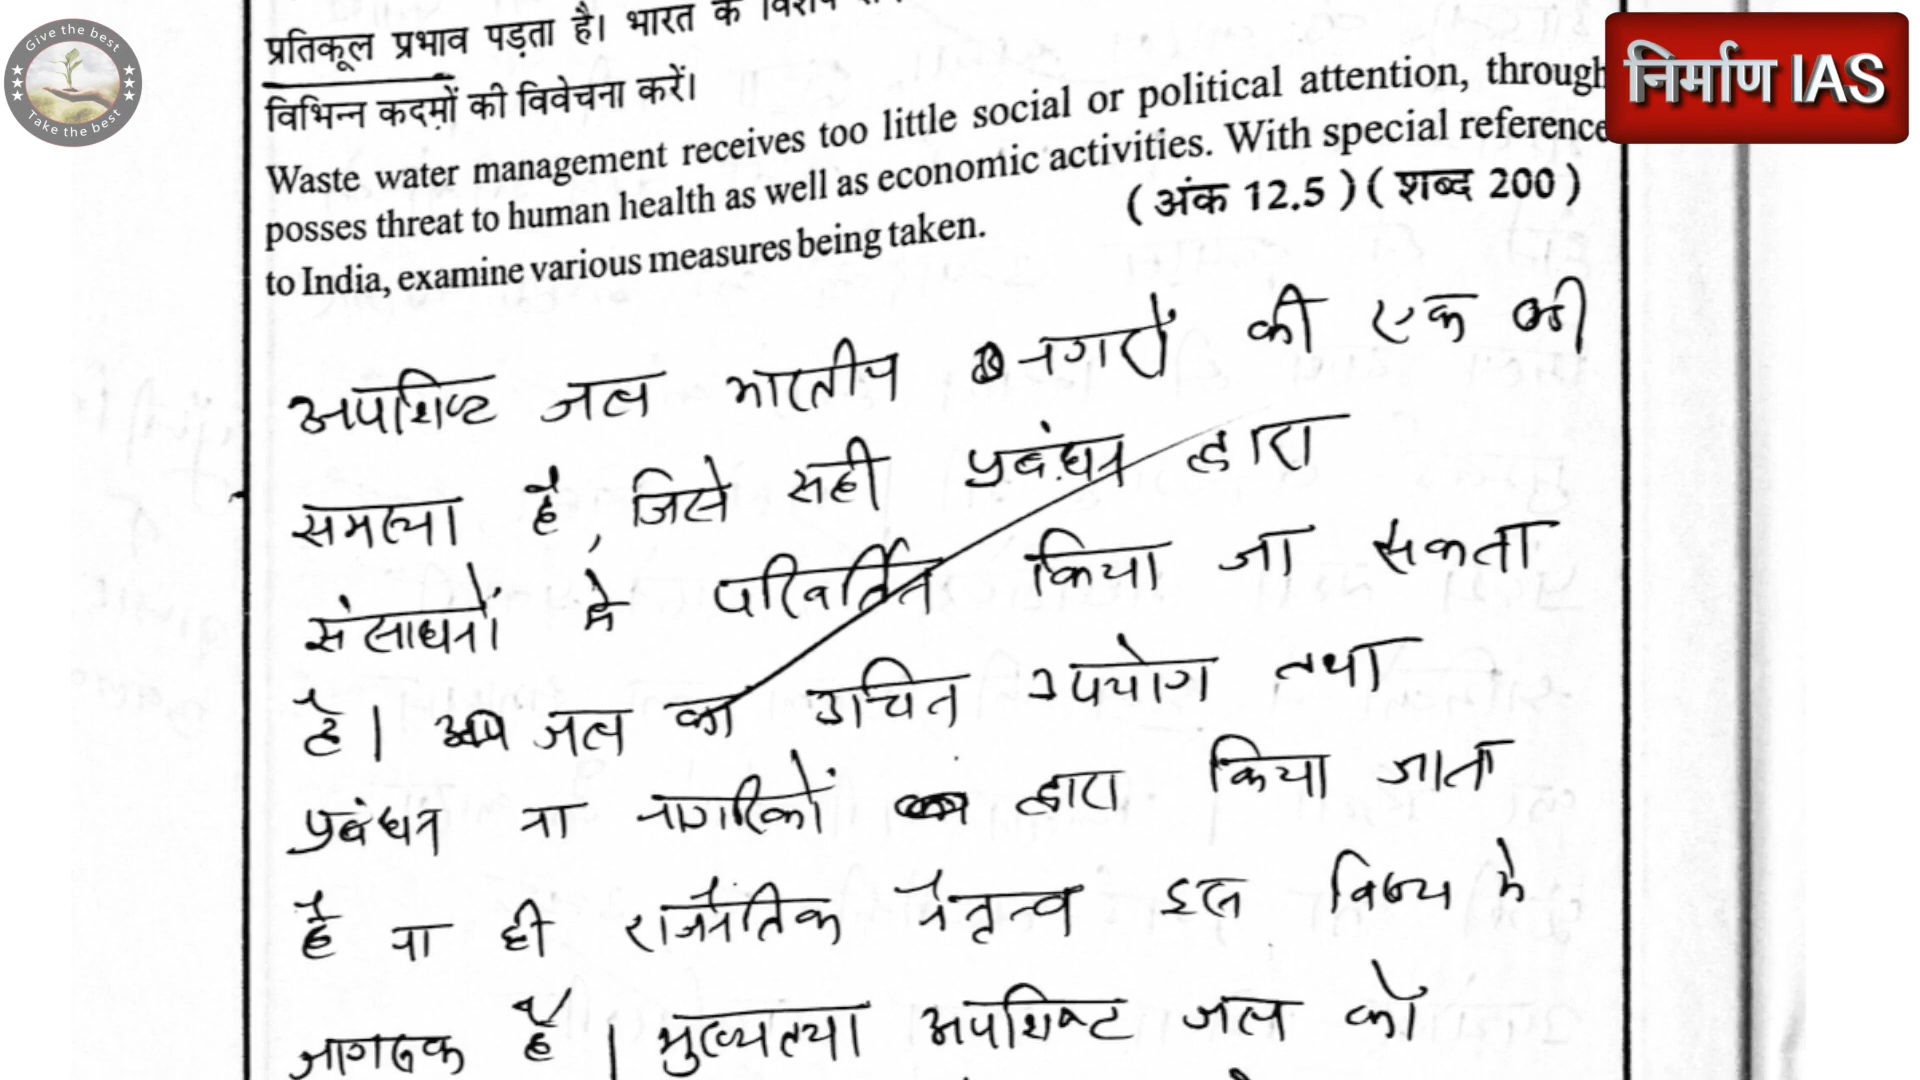 Give the best
Take the best
निर्माण IAS
प्रतिकूल प्रभाव पड़ता है। भारत के विशेष
विभिन्न कदमों की विवेचना करें।
Waste water management receives too little social or political attention, through
posses threat to human health as well as economic activities. With special reference
to India, examine various measures being taken.
( अंक 12.5 ) ( शब्द 200 )
अपशिष्ट जल भारतीय नगरों की एक
समस्या है, जिसे सही प्रबंधन द्वारा
संसाधनों मे परिवर्तित किया जा सकता
है। जल का उचित उपयोग तथा
प्रबंधन ना नागरिकों द्वारा किया जाता
है ना ही राजनैतिक नेतृत्व इस विषय मे
जागरूक है। मुख्यतया अपशिष्ट जल को